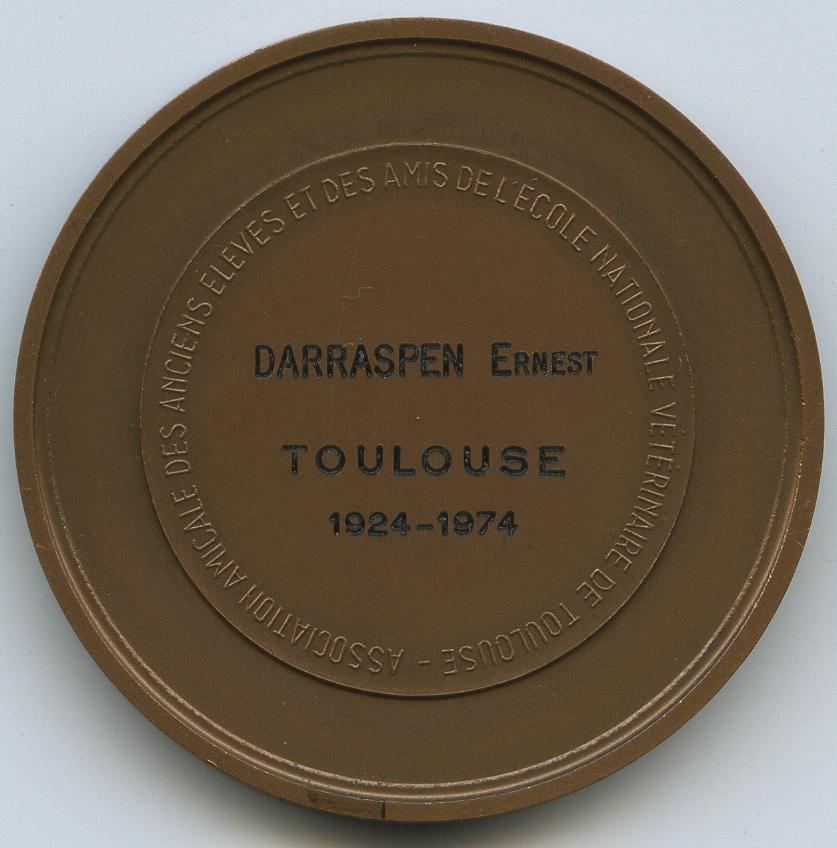 ASSOCIATION AMICALE DES ANCIENS ÉLÈVES ET DES AMIS DE L'ÉCOLE NATIONALE VÉTÉRINAIRE DE TOULOUSE -
DARRASPEN ERNEST
TOULOUSE
1924-1974